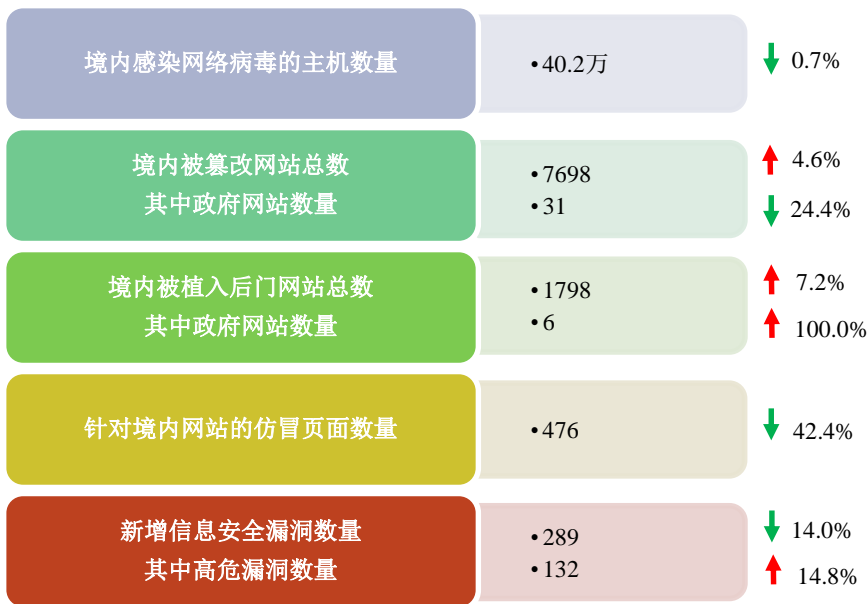 境内感染网络病毒的主机数量
•40.2万
0.7%
境内被篡改网站总数
其中政府网站数量
•7698
•31
4.6%
24.4%
境内被植入后门网站总数
其中政府网站数量
•1798
•6
7.2%
100.0%
针对境内网站的仿冒页面数量
•476
42.4%
新增信息安全漏洞数量
其中高危漏洞数量
•289
•132
14.0%
14.8%